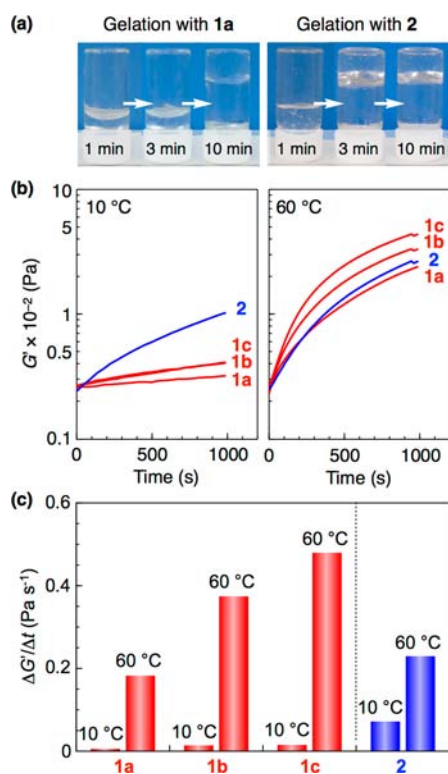 (a) Gelation with 1a Gelation with 2
1 min 3 min 10 min 1 min 3 min 10 min
(b)
10 °C 60 °C
G' × 10⁻² (Pa)
10
5
1
0.5
0.1
2
1c
1b
1a
1c
1b
2
1a
0 500 1000 0 500 1000
Time (s) Time (s)
(c)
ΔG'/Δt (Pa s⁻¹)
0.6
0.4
0.2
0
10 °C 60 °C 10 °C 60 °C 10 °C 60 °C 10 °C 60 °C
1a 1b 1c 2